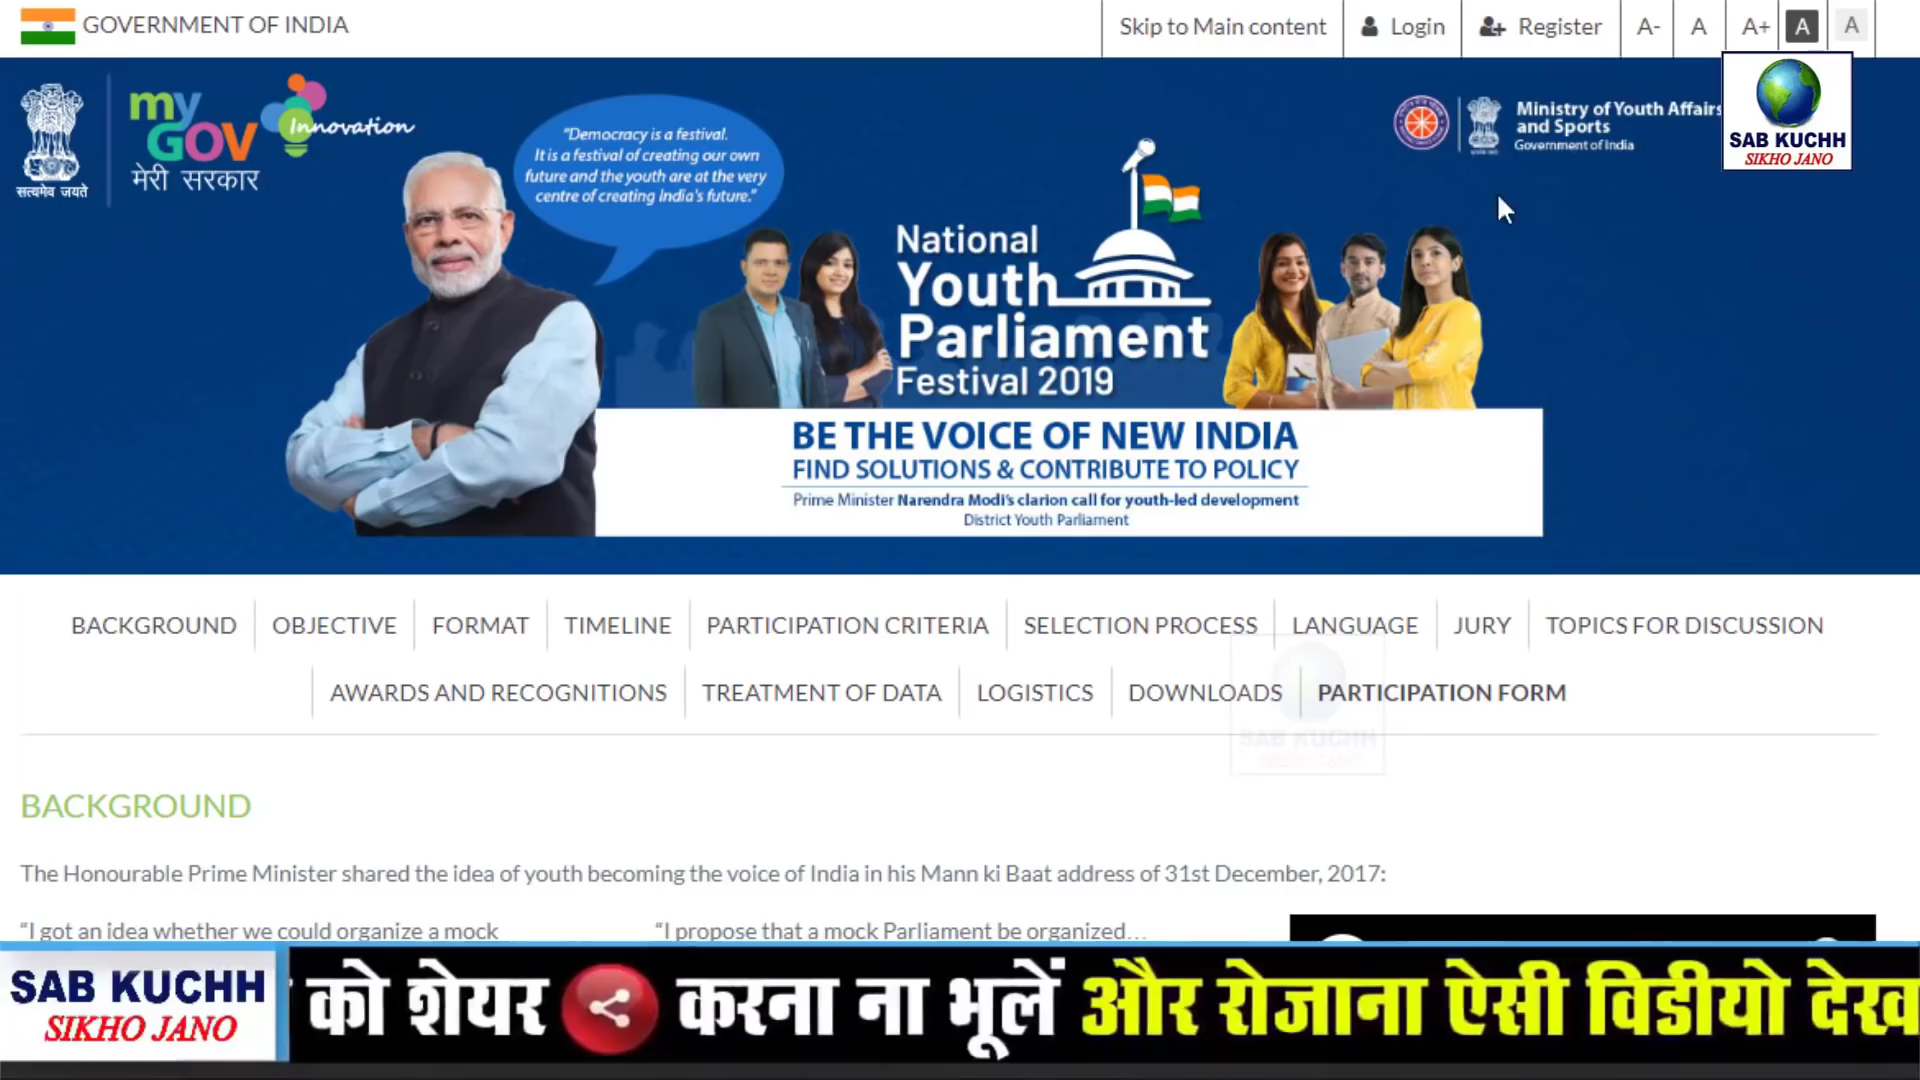 GOVERNMENT OF INDIA
Skip to Main content
Login
Register
A-
A
A+
A
A
सत्यमेव जयते
my
GOV
मेरी सरकार
Innovation
"Democracy is a festival.
It is a festival of creating our own
future and the youth are at the very
centre of creating India's future."
National
Youth
Parliament
Festival 2019
Ministry of Youth Affairs
and Sports
Government of India
SAB KUCHH
SIKHO JANO
BE THE VOICE OF NEW INDIA
FIND SOLUTIONS & CONTRIBUTE TO POLICY
Prime Minister Narendra Modi's clarion call for youth-led development
District Youth Parliament
BACKGROUND
OBJECTIVE
FORMAT
TIMELINE
PARTICIPATION CRITERIA
SELECTION PROCESS
LANGUAGE
JURY
TOPICS FOR DISCUSSION
AWARDS AND RECOGNITIONS
TREATMENT OF DATA
LOGISTICS
DOWNLOADS
PARTICIPATION FORM
SAB KUCHH
SIKHO JANO
BACKGROUND
The Honourable Prime Minister shared the idea of youth becoming the voice of India in his Mann ki Baat address of 31st December, 2017:
"I got an idea whether we could organize a mock
"I propose that a mock Parliament be organized…
SAB KUCHH
SIKHO JANO
को शेयर करना ना भूलें और रोजाना ऐसी विडीयो देख